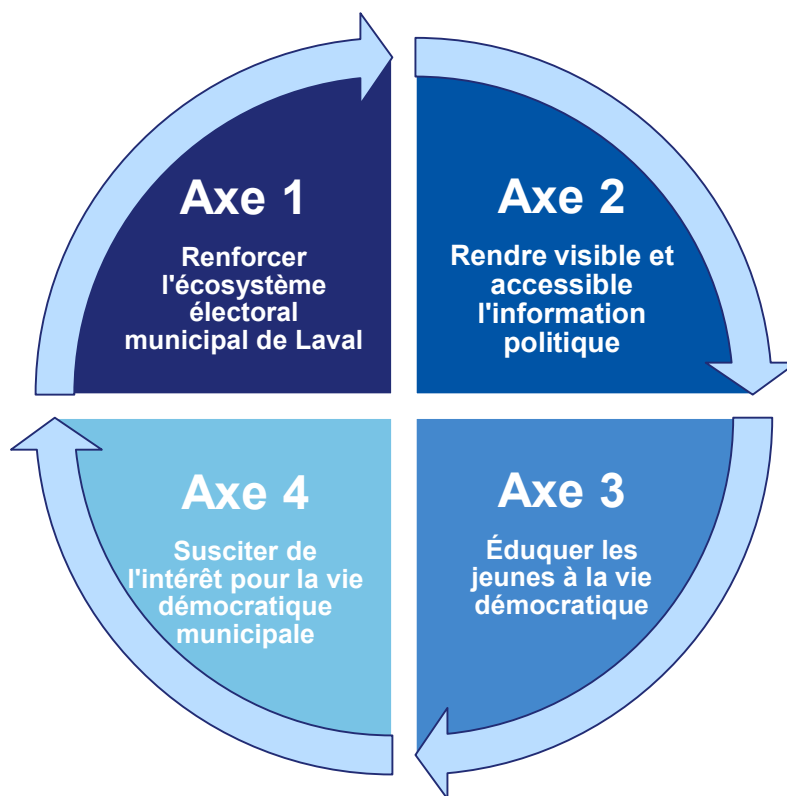 Axe 1
Renforcer
l'écosystème
électoral
municipal de Laval
Axe 2
Rendre visible et
accessible
l'information
politique
Axe 3
Éduquer les
jeunes à la vie
démocratique
Axe 4
Susciter de
l'intérêt pour la vie
démocratique
municipale